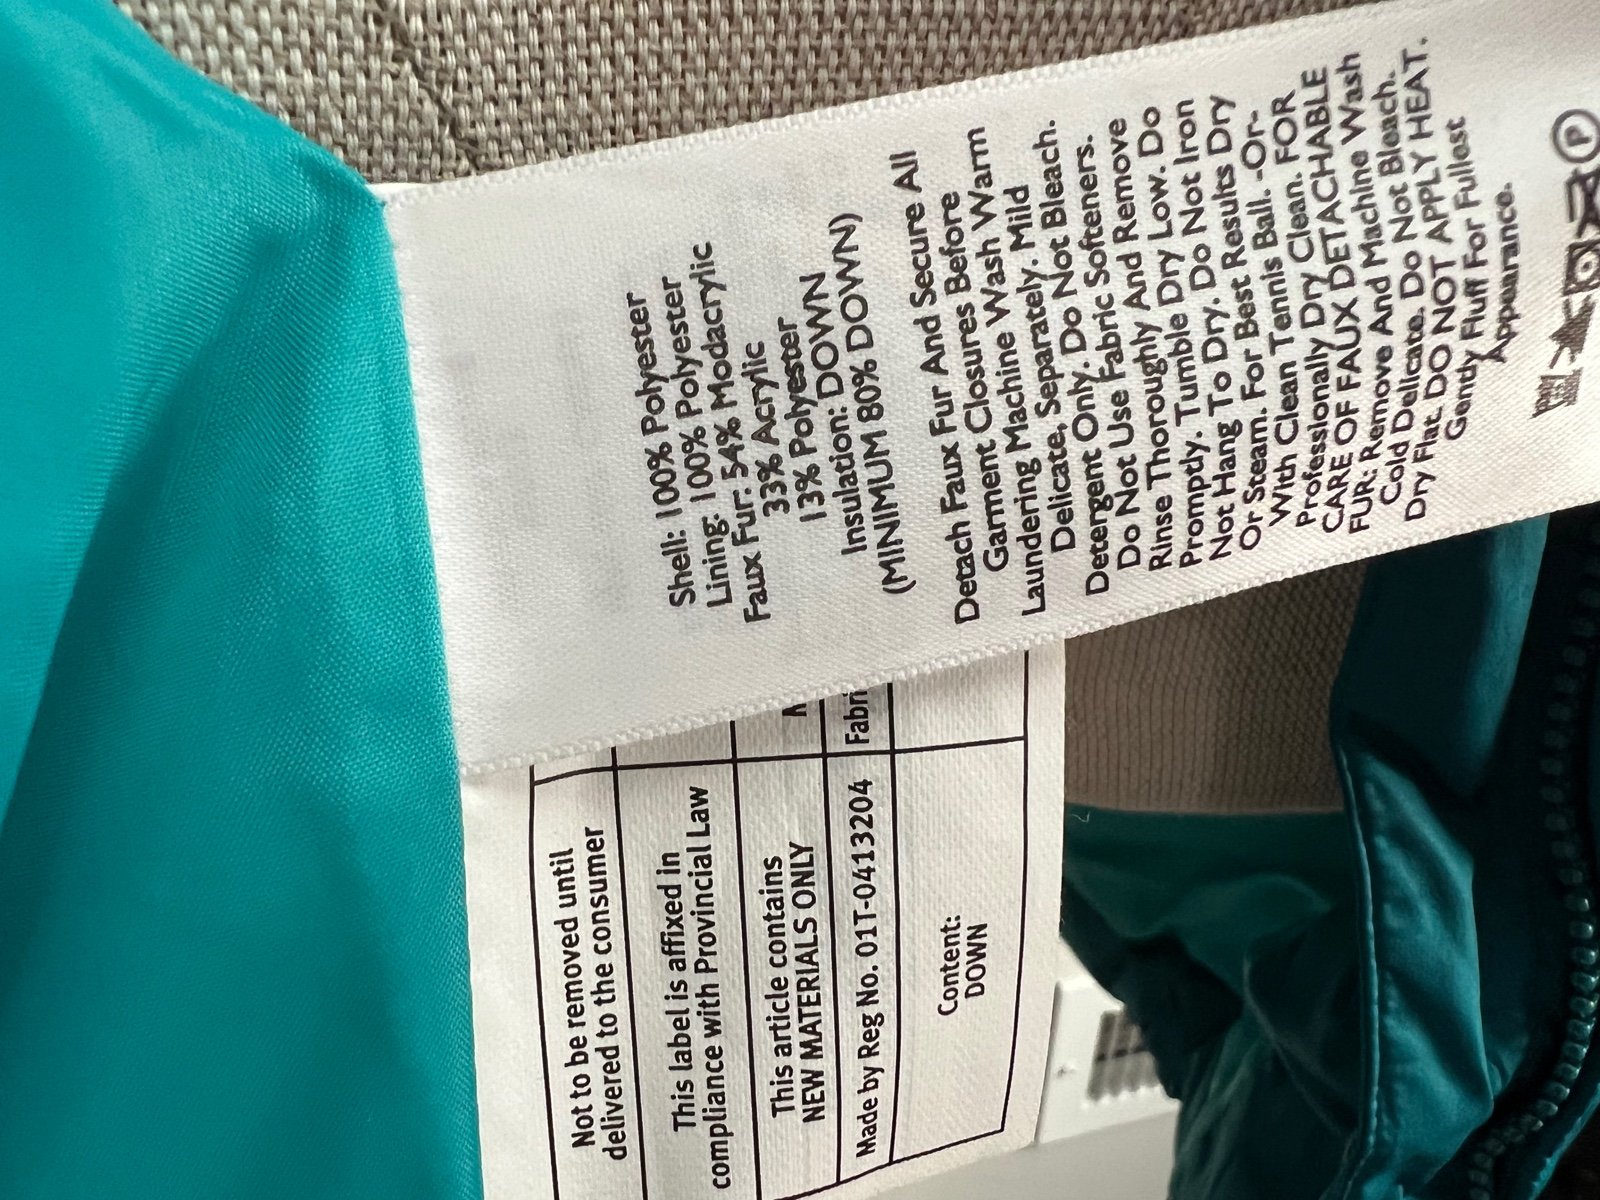 Shell: 100% Polyester
Lining: 100% Polyester
Faux Fur: 54% Modacrylic
33% Acrylic
13% Polyester
Insulation: DOWN
(MINIMUM 80% DOWN)
Detach Faux Fur And Secure All
Garment Closures Before
Laundering Machine Wash Warm
Delicate, Separately. Mild
Detergent Only. Do Not Bleach.
Do Not Use Fabric Softeners.
Rinse Thoroughly And Remove
Promptly. Tumble Dry Low. Do
Not Hang To Dry. Do Not Iron
Or Steam. For Best Results Dry
With Clean Tennis Ball. -Or-
Professionally Dry Clean. FOR
CARE OF FAUX DETACHABLE
FUR: Remove And Machine Wash
Cold Delicate. Do Not Bleach.
Dry Flat. DO NOT APPLY HEAT.
Gendy Fluff For Fullest
Appearance.
P
Not to be removed until
delivered to the consumer
This label is affixed in
compliance with Provincial Law
This article contains
NEW MATERIALS ONLY
Made by Reg No. 01T-0413204
Content:
DOWN
Fabri